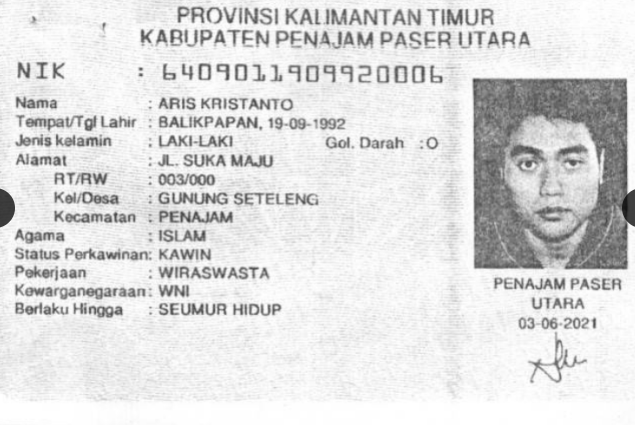 PROVINSI KALIMANTAN TIMUR
KABUPATEN PENAJAM PASER UTARA
NIK : 6409011909920006
Nama : ARIS KRISTANTO
Tempat/Tgl Lahir : BALIKPAPAN, 19-09-1992
Jenis kelamin : LAKI-LAKI Gol. Darah :O
Alamat : JL. SUKA MAJU
RT/RW : 003/000
Kel/Desa : GUNUNG SETELENG
Kecamatan : PENAJAM
Agama : ISLAM
Status Perkawinan: KAWIN
Pekerjaan : WIRASWASTA
Kewarganegaraan: WNI
Berlaku Hingga : SEUMUR HIDUP
PENAJAM PASER
UTARA
03-06-2021